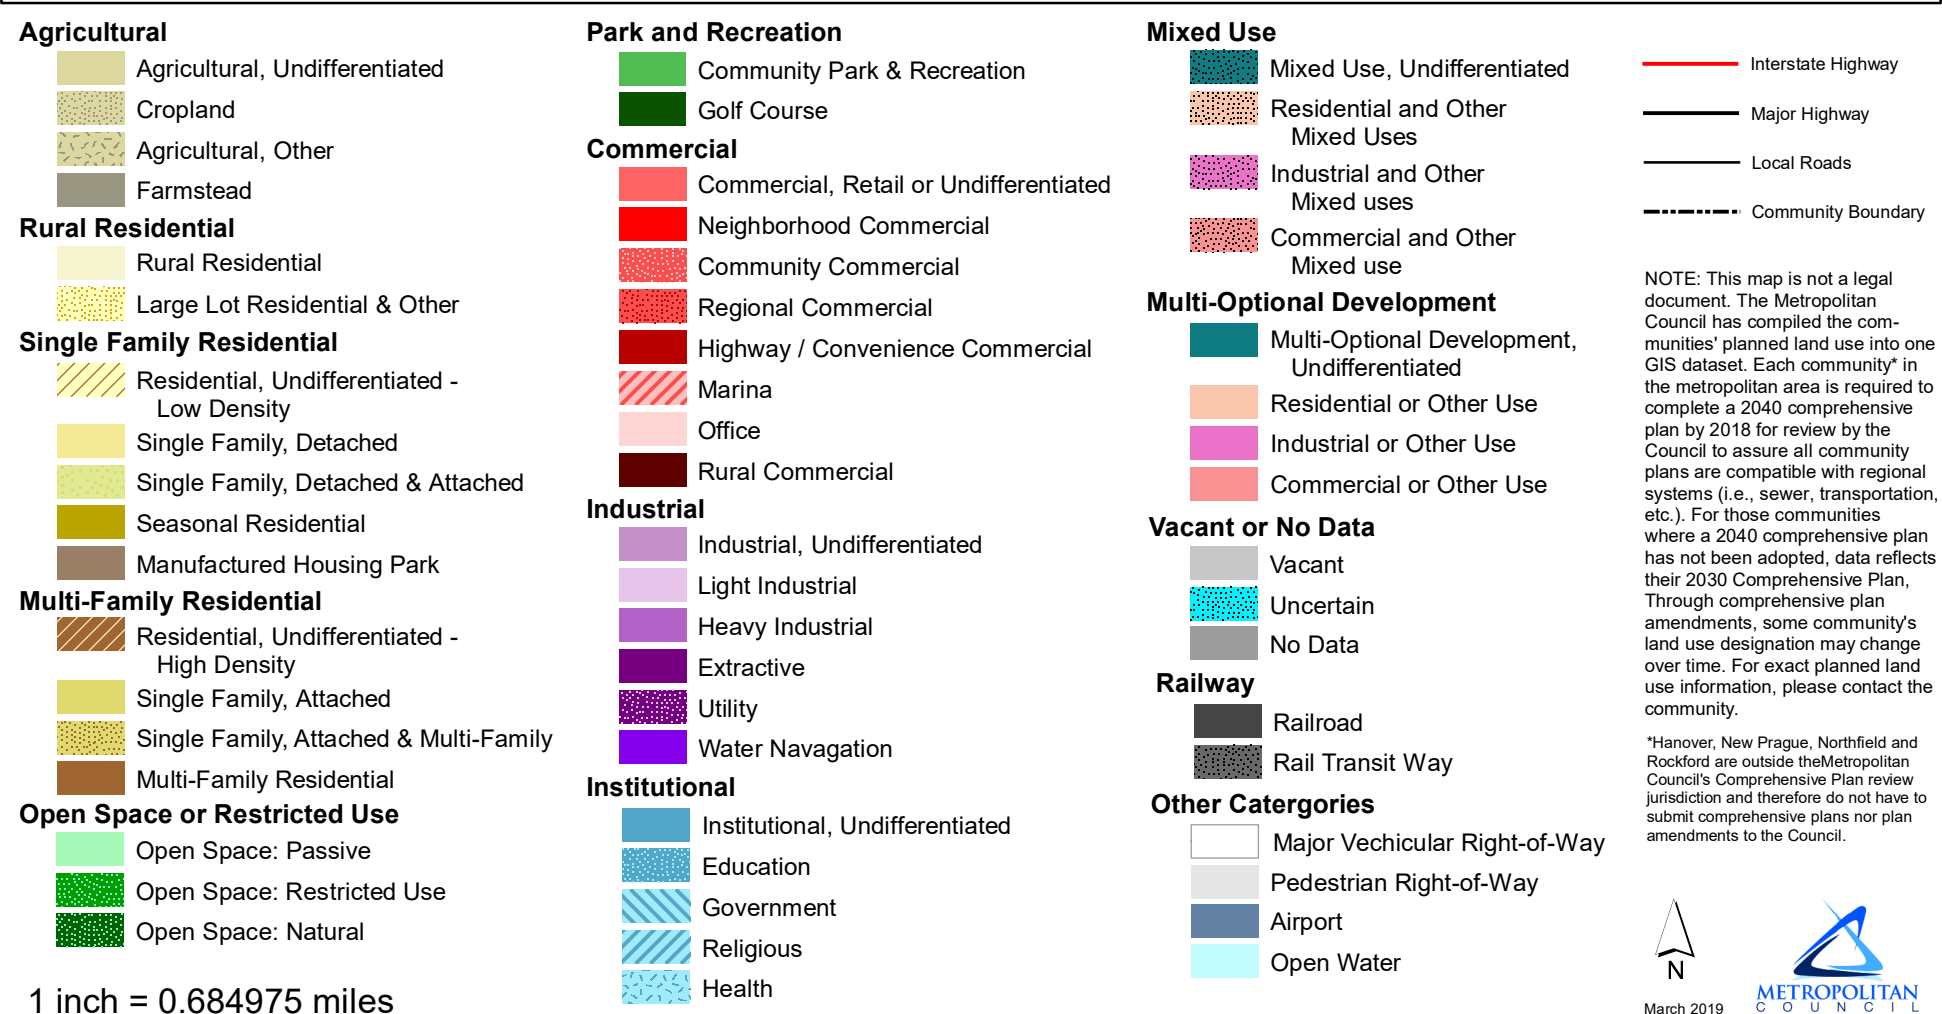 Agricultural
Agricultural, Undifferentiated
Cropland
Agricultural, Other
Farmstead
Rural Residential
Rural Residential
Large Lot Residential & Other
Single Family Residential
Residential, Undifferentiated -
Low Density
Single Family, Detached
Single Family, Detached & Attached
Seasonal Residential
Manufactured Housing Park
Multi-Family Residential
Residential, Undifferentiated -
High Density
Single Family, Attached
Single Family, Attached & Multi-Family
Multi-Family Residential
Open Space or Restricted Use
Open Space: Passive
Open Space: Restricted Use
Open Space: Natural
1 inch = 0.684975 miles
Park and Recreation
Community Park & Recreation
Golf Course
Commercial
Commercial, Retail or Undifferentiated
Neighborhood Commercial
Community Commercial
Regional Commercial
Highway / Convenience Commercial
Marina
Office
Rural Commercial
Industrial
Industrial, Undifferentiated
Light Industrial
Heavy Industrial
Extractive
Utility
Water Navagation
Institutional
Institutional, Undifferentiated
Education
Government
Religious
Health
Mixed Use
Mixed Use, Undifferentiated
Residential and Other
Mixed Uses
Industrial and Other
Mixed uses
Commercial and Other
Mixed use
Multi-Optional Development
Multi-Optional Development,
Undifferentiated
Residential or Other Use
Industrial or Other Use
Commercial or Other Use
Vacant or No Data
Vacant
Uncertain
No Data
Railway
Railroad
Rail Transit Way
Other Catergories
Major Vechicular Right-of-Way
Pedestrian Right-of-Way
Airport
Open Water
Interstate Highway
Major Highway
Local Roads
Community Boundary
NOTE: This map is not a legal
document. The Metropolitan
Council has compiled the com-
munities' planned land use into one
GIS dataset. Each community* in
the metropolitan area is required to
complete a 2040 comprehensive
plan by 2018 for review by the
Council to assure all community
plans are compatible with regional
systems (i.e., sewer, transportation,
etc.). For those communities
where a 2040 comprehensive plan
has not been adopted, data reflects
their 2030 Comprehensive Plan,
Through comprehensive plan
amendments, some community's
land use designation may change
over time. For exact planned land
use information, please contact the
community.
*Hanover, New Prague, Northfield and
Rockford are outside theMetropolitan
Council's Comprehensive Plan review
jurisdiction and therefore do not have to
submit comprehensive plans nor plan
amendments to the Council.
N
March 2019
METROPOLITAN
COUNCIL